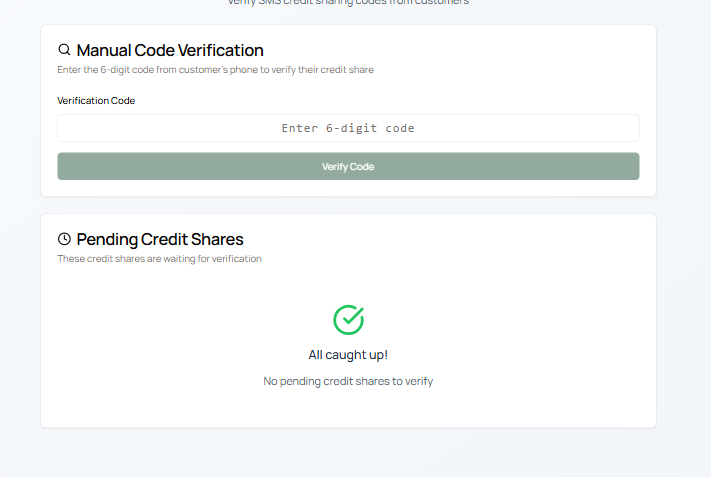 Verify SMS credit sharing codes from customers
Manual Code Verification
Enter the 6-digit code from customer's phone to verify their credit share
Verification Code
Enter 6-digit code
Verify Code
Pending Credit Shares
These credit shares are waiting for verification
All caught up!
No pending credit shares to verify